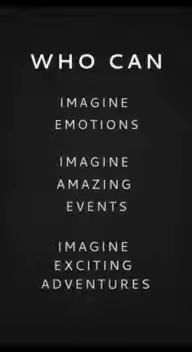 WHO CAN
IMAGINE
EMOTIONS
IMAGINE
AMAZING
EVENTS
IMAGINE
EXCITING
ADVENTURES